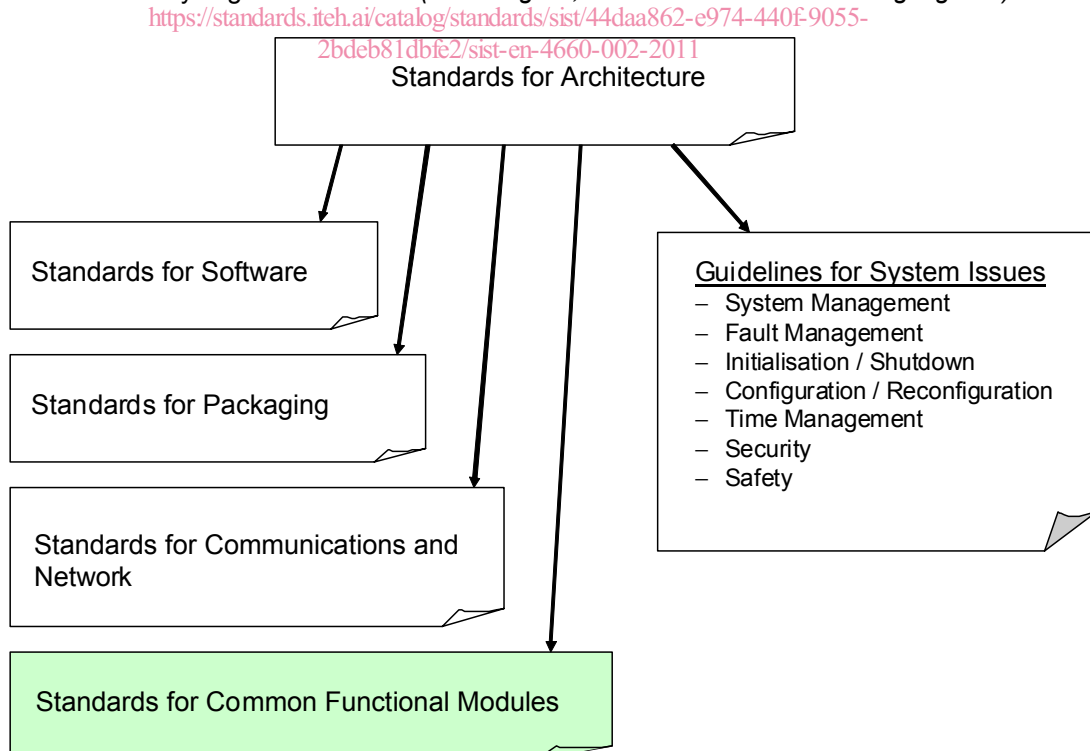 https://standards.iteh.ai/catalog/standards/sist/44daa862-e974-440f-9055-
2bdeb81dbfe2/sist-en-4660-002-2011
Standards for Architecture
Standards for Software
Standards for Packaging
Standards for Communications and
Network
Standards for Common Functional Modules
Guidelines for System Issues
– System Management
– Fault Management
– Initialisation / Shutdown
– Configuration / Reconfiguration
– Time Management
– Security
– Safety